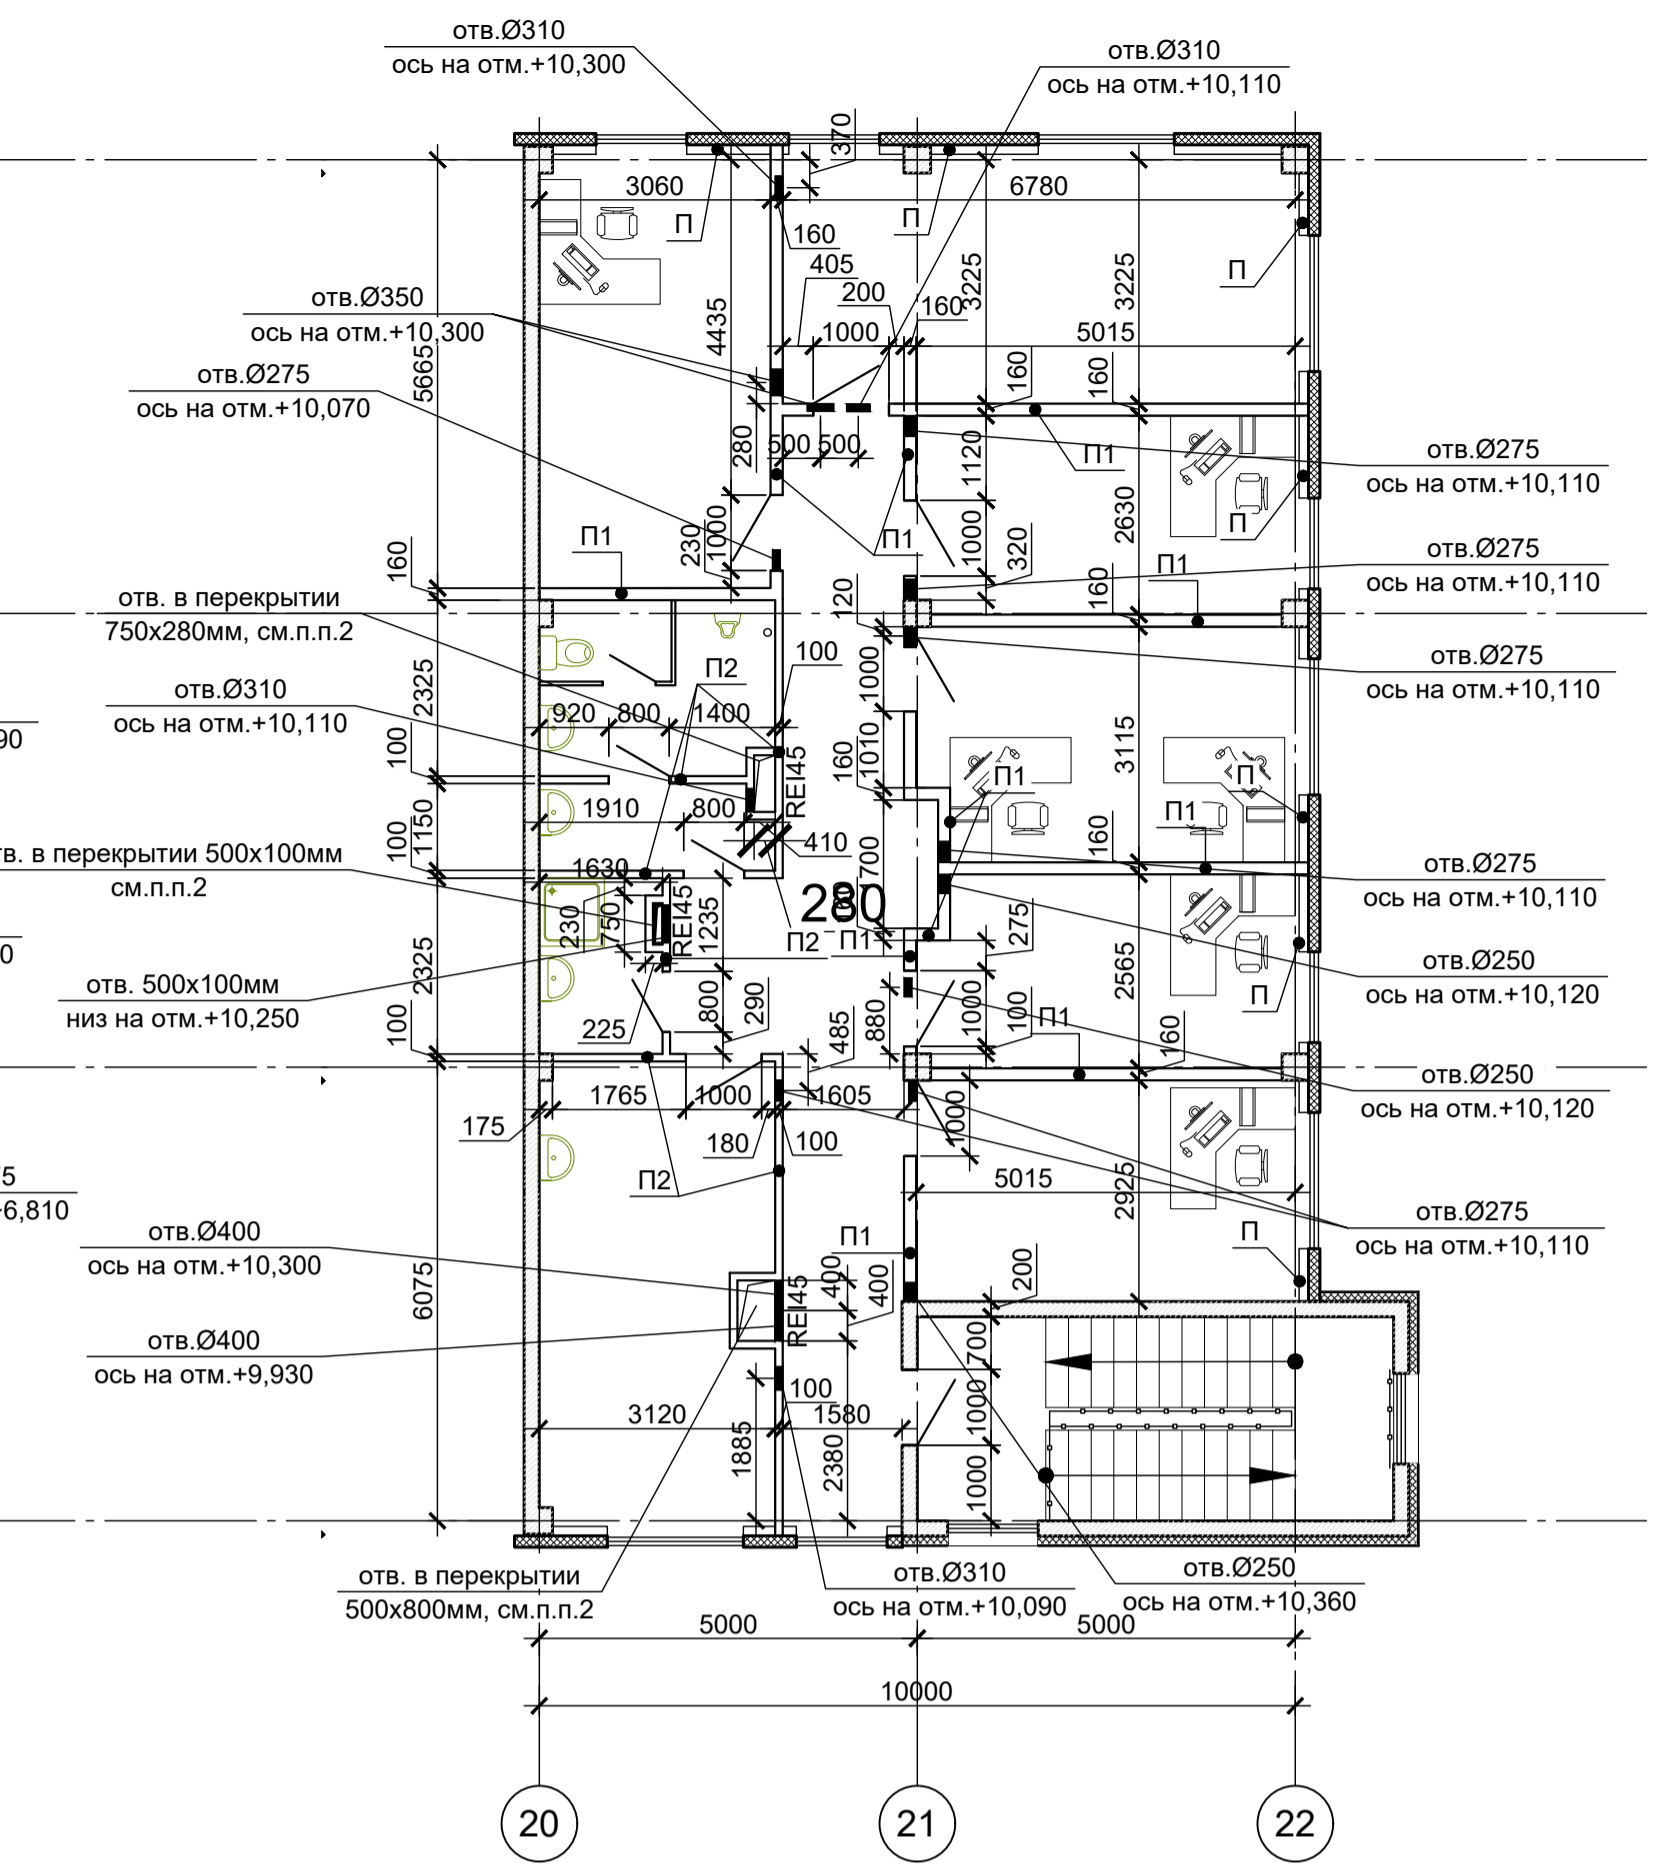 отв.Ø310
ось на отм.+10,300
отв.Ø310
ось на отм.+10,110
370
3060
6780
П
П
П
160
405
200
160
3225
3225
отв.Ø350
ось на отм.+10,300
4435
1000
5015
5665
отв.Ø275
ось на отм.+10,070
160
160
280
500
500
1120
П1
отв.Ø275
ось на отм.+10,110
2630
П
П1
230
1000
П1
1000
320
160
П1
160
отв.Ø275
ось на отм.+10,110
отв. в перекрытии
750х280мм, см.п.п.2
120
100
П2
1000
отв.Ø275
ось на отм.+10,110
2325
отв.Ø310
ось на отм.+10,110
920
800
1400
90
100
160
1010
3115
REI45
П1
П
П1
1910
800
410
1150
100
160
тв. в перекрытии 500х100мм
см.п.п.2
1630
1700
отв.Ø275
ось на отм.+10,110
280
REI45
230
750
1235
160
275
П2
П1
0
2325
отв.Ø250
ось на отм.+10,120
2565
П
отв. 500х100мм
низ на отм.+10,250
100
225
800
290
485
880
1000
100
П1
160
отв.Ø250
ось на отм.+10,120
1765
1000
1605
175
180
100
1000
П2
5015
2925
5
+6,810
отв.Ø275
ось на отм.+10,110
отв.Ø400
ось на отм.+10,300
П1
П
6075
REI45
400
400
200
отв.Ø400
ось на отм.+9,930
700
100
3120
1580
1000
1885
2380
1000
отв. в перекрытии
500х800мм, см.п.п.2
отв.Ø310
ось на отм.+10,090
отв.Ø250
ось на отм.+10,360
5000
5000
10000
20
21
22